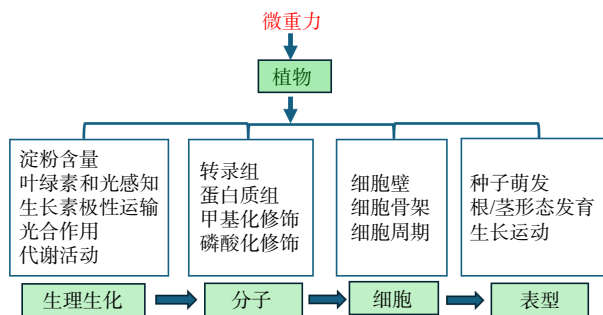 微重力
植物
淀粉含量
叶绿素和光感知
生长素极性运输
光合作用
代谢活动
转录组
蛋白质组
甲基化修饰
磷酸化修饰
细胞壁
细胞骨架
细胞周期
种子萌发
根/茎形态发育
生长运动
生理生化
分子
细胞
表型